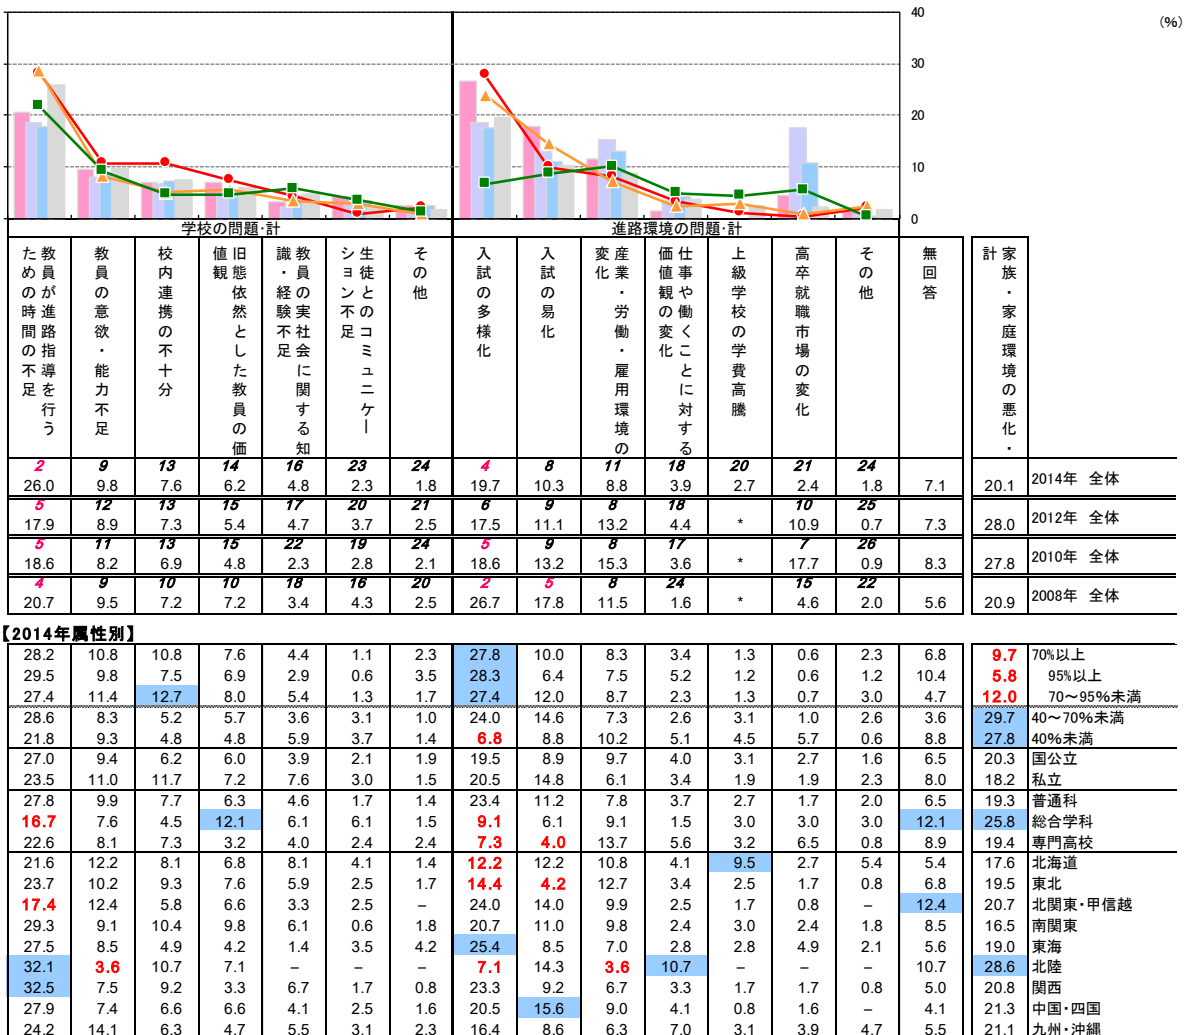 40
(%)
30
20
10
0
学校の問題・計 進路環境の問題・計
教員が進路指導を行うための時間の不足
教員の意欲・能力不足
校内連携の不十分
旧態依然とした教員の価値観
教員の実社会に関する知識・経験不足
生徒とのコミュニケーション不足
その他
入試の多様化
入試の易化
産業・労働・雇用環境の変化
仕事や働くことに対する価値観の変化
上級学校の学費高騰
高卒就職市場の変化
その他
無回答
家族・家庭環境の悪化・計
2 9 13 14 16 23 24 4 8 11 18 20 21 24
26.0 9.8 7.6 6.2 4.8 2.3 1.8 19.7 10.3 8.8 3.9 2.7 2.4 1.8 7.1 20.1 2014年 全体
5 12 13 15 17 20 21 6 9 8 18 10 25
17.9 8.9 7.3 5.4 4.7 3.7 2.5 17.5 11.1 13.2 4.4 * 10.9 0.7 7.3 28.0 2012年 全体
5 11 13 15 22 19 24 5 9 8 17 7 26
18.6 8.2 6.9 4.8 2.3 2.8 2.1 18.6 13.2 15.3 3.6 * 17.7 0.9 8.3 27.8 2010年 全体
4 9 10 10 18 16 20 2 5 8 24 15 22
20.7 9.5 7.2 7.2 3.4 4.3 2.5 26.7 17.8 11.5 1.6 * 4.6 2.0 5.6 20.9 2008年 全体
【2014年属性別】
28.2 10.8 10.8 7.6 4.4 1.1 2.3 27.8 10.0 8.3 3.4 1.3 0.6 2.3 6.8 9.7 70%以上
29.5 9.8 7.5 6.9 2.9 0.6 3.5 28.3 6.4 7.5 5.2 1.2 0.6 1.2 10.4 5.8 95%以上
27.4 11.4 12.7 8.0 5.4 1.3 1.7 27.4 12.0 8.7 2.3 1.3 0.7 3.0 4.7 12.0 70～95%未満
28.6 8.3 5.2 5.7 3.6 3.1 1.0 24.0 14.6 7.3 2.6 3.1 1.0 2.6 3.6 29.7 40～70%未満
21.8 9.3 4.8 4.8 5.9 3.7 1.4 6.8 8.8 10.2 5.1 4.5 5.7 0.6 8.8 27.8 40%未満
27.0 9.4 6.2 6.0 3.9 2.1 1.9 19.5 8.9 9.7 4.0 3.1 2.7 1.6 6.5 20.3 国公立
23.5 11.0 11.7 7.2 7.6 3.0 1.5 20.5 14.8 6.1 3.4 1.9 1.9 2.3 8.0 18.2 私立
27.8 9.9 7.7 6.3 4.6 1.7 1.4 23.4 11.2 7.8 3.7 2.7 1.7 2.0 6.5 19.3 普通科
16.7 7.6 4.5 12.1 6.1 6.1 1.5 9.1 6.1 9.1 1.5 3.0 3.0 3.0 12.1 25.8 総合学科
22.6 8.1 7.3 3.2 4.0 2.4 2.4 7.3 4.0 13.7 5.6 3.2 6.5 0.8 8.9 19.4 専門高校
21.6 12.2 8.1 6.8 8.1 4.1 1.4 12.2 12.2 10.8 4.1 9.5 2.7 5.4 5.4 17.6 北海道
23.7 10.2 9.3 7.6 5.9 2.5 1.7 14.4 4.2 12.7 3.4 2.5 1.7 0.8 6.8 19.5 東北
17.4 12.4 5.8 6.6 3.3 2.5 – 24.0 14.0 9.9 2.5 1.7 0.8 – 12.4 20.7 北関東・甲信越
29.3 9.1 10.4 9.8 6.1 0.6 1.8 20.7 11.0 9.8 2.4 3.0 2.4 1.8 8.5 16.5 南関東
27.5 8.5 4.9 4.2 1.4 3.5 4.2 25.4 8.5 7.0 2.8 2.8 4.9 2.1 5.6 19.0 東海
32.1 3.6 10.7 7.1 – – – 7.1 14.3 3.6 10.7 – – – 10.7 28.6 北陸
32.5 7.5 9.2 3.3 6.7 1.7 0.8 23.3 9.2 6.7 3.3 1.7 1.7 0.8 6.7 20.8 関西
27.9 7.4 6.6 6.6 4.1 2.5 1.6 20.5 15.6 9.0 4.1 0.8 1.6 – 4.1 21.3 中国・四国
24.2 14.1 6.3 4.7 5.5 3.1 2.3 16.4 8.6 6.3 7.0 3.1 3.9 4.7 5.5 21.1 九州・沖縄